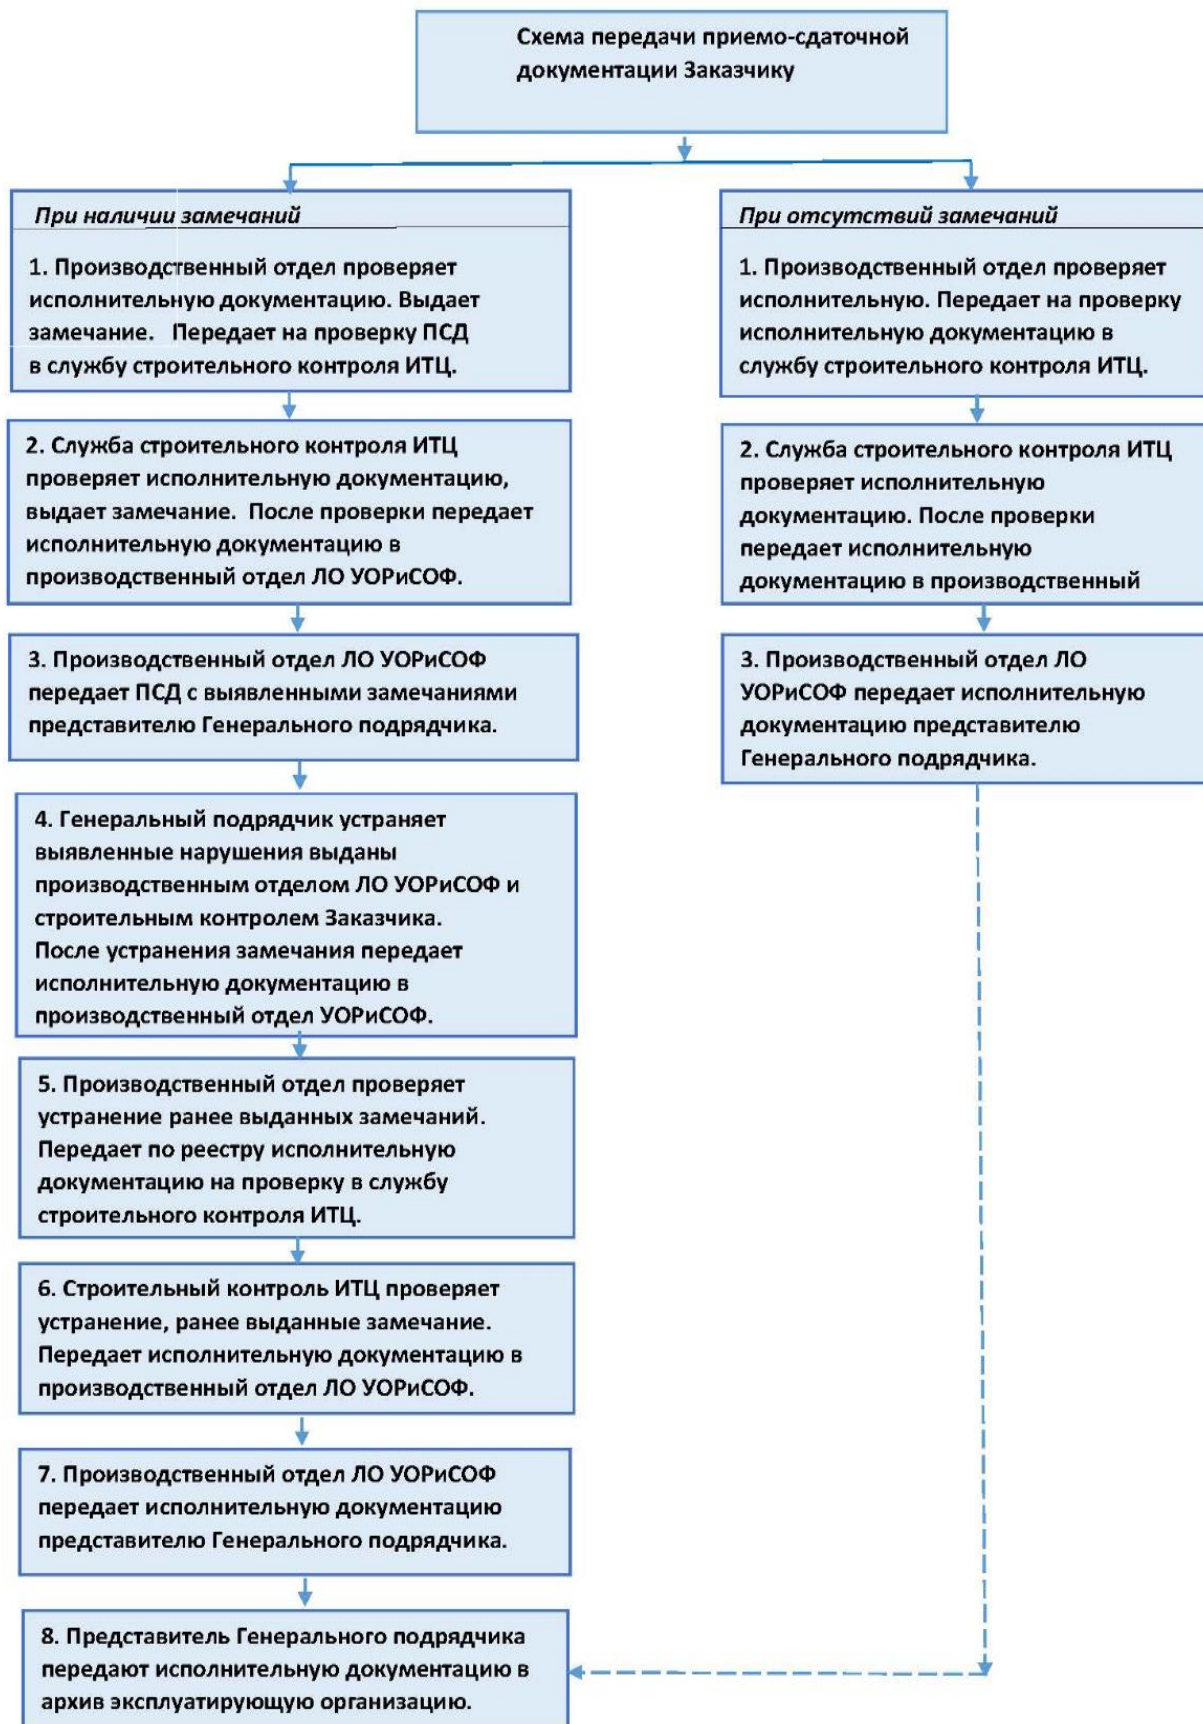 Схема передачи приемо-сдаточной
документации Заказчику
При наличии замечаний
1. Производственный отдел проверяет
исполнительную документацию. Выдает
замечание. Передает на проверку ПСД
в службу строительного контроля ИТЦ.
2. Служба строительного контроля ИТЦ
проверяет исполнительную документацию,
выдает замечание. После проверки передает
исполнительную документацию в
производственный отдел ЛО УОРиСОФ.
3. Производственный отдел ЛО УОРиСОФ
передает ПСД с выявленными замечаниями
представителю Генерального подрядчика.
4. Генеральный подрядчик устраняет
выявленные нарушения выданы
производственным отделом ЛО УОРиСОФ и
строительным контролем Заказчика.
После устранения замечания передает
исполнительную документацию в
производственный отдел УОРиСОФ.
5. Производственный отдел проверяет
устранение ранее выданных замечаний.
Передает по реестру исполнительную
документацию на проверку в службу
строительного контроля ИТЦ.
6. Строительный контроль ИТЦ проверяет
устранение, ранее выданные замечание.
Передает исполнительную документацию в
производственный отдел ЛО УОРиСОФ.
7. Производственный отдел ЛО УОРиСОФ
передает исполнительную документацию
представителю Генерального подрядчика.
8. Представитель Генерального подрядчика
передают исполнительную документацию в
архив эксплуатирующую организацию.
При отсутствий замечаний
1. Производственный отдел проверяет
исполнительную. Передает на проверку
исполнительную документацию в
службу строительного контроля ИТЦ.
2. Служба строительного контроля ИТЦ
проверяет исполнительную
документацию. После проверки
передает исполнительную
документацию в производственный
3. Производственный отдел ЛО
УОРиСОФ передает исполнительную
документацию представителю
Генерального подрядчика.